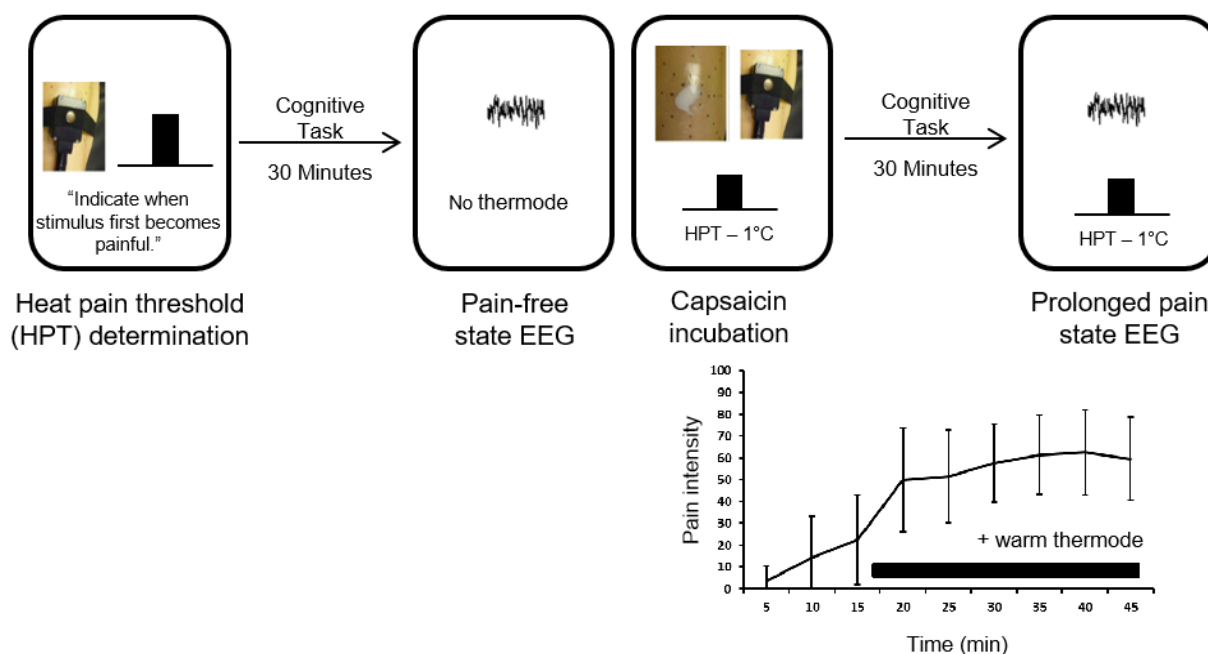 "Indicate when
stimulus first becomes
painful."
Heat pain threshold
(HPT) determination
Cognitive
Task
30 Minutes
No thermode
Pain-free
state EEG
HPT – 1°C
Capsaicin
incubation
Cognitive
Task
30 Minutes
HPT – 1°C
Prolonged pain
state EEG
Pain intensity
100
90
80
70
60
50
40
30
20
10
0
+ warm thermode
5 10 15 20 25 30 35 40 45
Time (min)